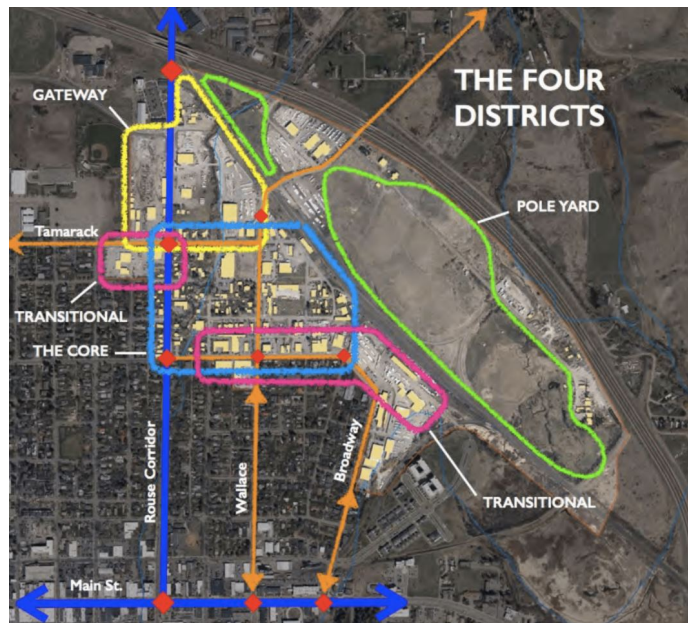 THE FOUR
DISTRICTS
GATEWAY
POLE YARD
Tamarack
TRANSITIONAL
THE CORE
Rouse Corridor
Wallace
Broadway
TRANSITIONAL
Main St.